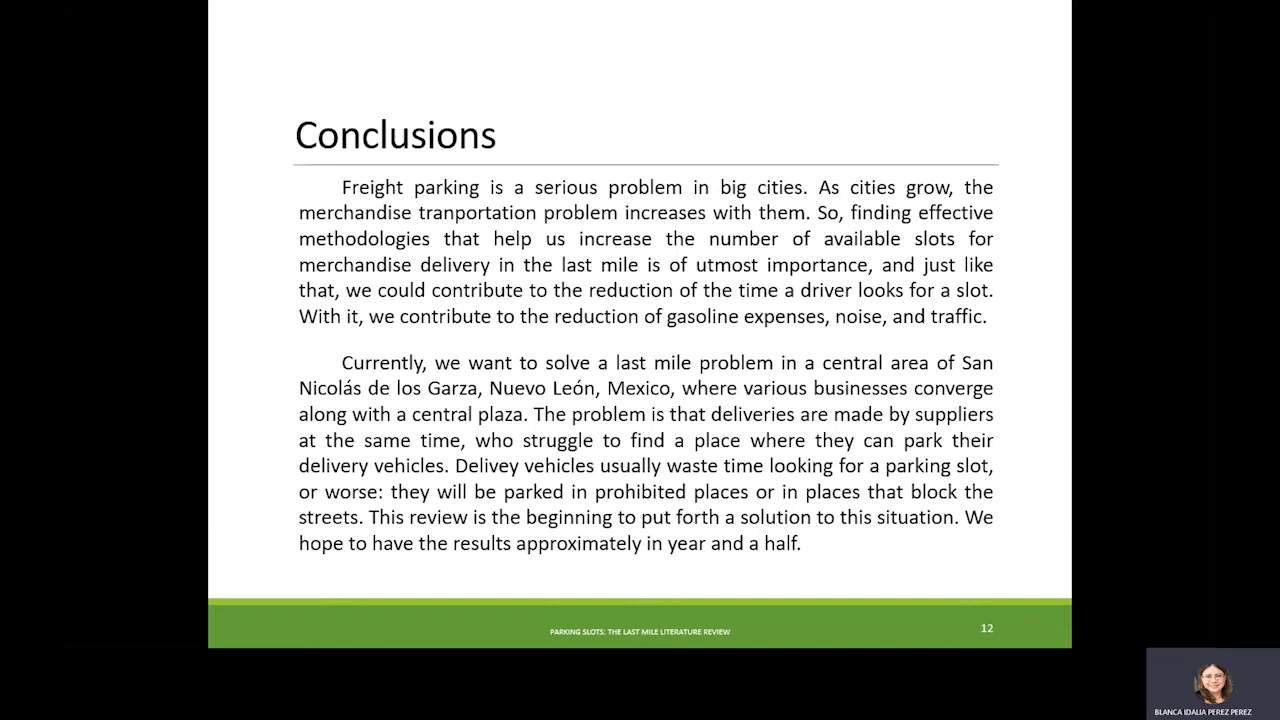 Conclusions
Freight parking is a serious problem in big cities. As cities grow, the
merchandise tranportation problem increases with them. So, finding effective
methodologies that help us increase the number of available slots for
merchandise delivery in the last mile is of utmost importance, and just like
that, we could contribute to the reduction of the time a driver looks for a slot.
With it, we contribute to the reduction of gasoline expenses, noise, and traffic.
Currently, we want to solve a last mile problem in a central area of San
Nicolás de los Garza, Nuevo León, Mexico, where various businesses converge
along with a central plaza. The problem is that deliveries are made by suppliers
at the same time, who struggle to find a place where they can park their
delivery vehicles. Delivey vehicles usually waste time looking for a parking slot,
or worse: they will be parked in prohibited places or in places that block the
streets. This review is the beginning to put forth a solution to this situation. We
hope to have the results approximately in year and a half.
PARKING SLOTS: THE LAST MILE LITERATURE REVIEW
12
BLANCA IDALIA PEREZ PEREZ